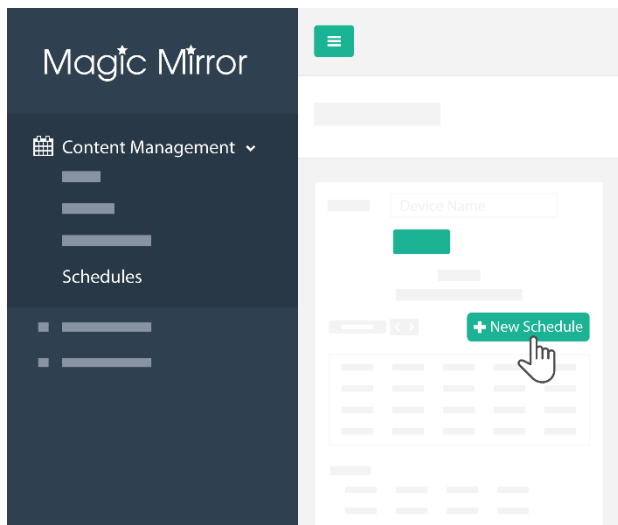 Magic Mirror
Content Management
Schedules
Device Name
New Schedule